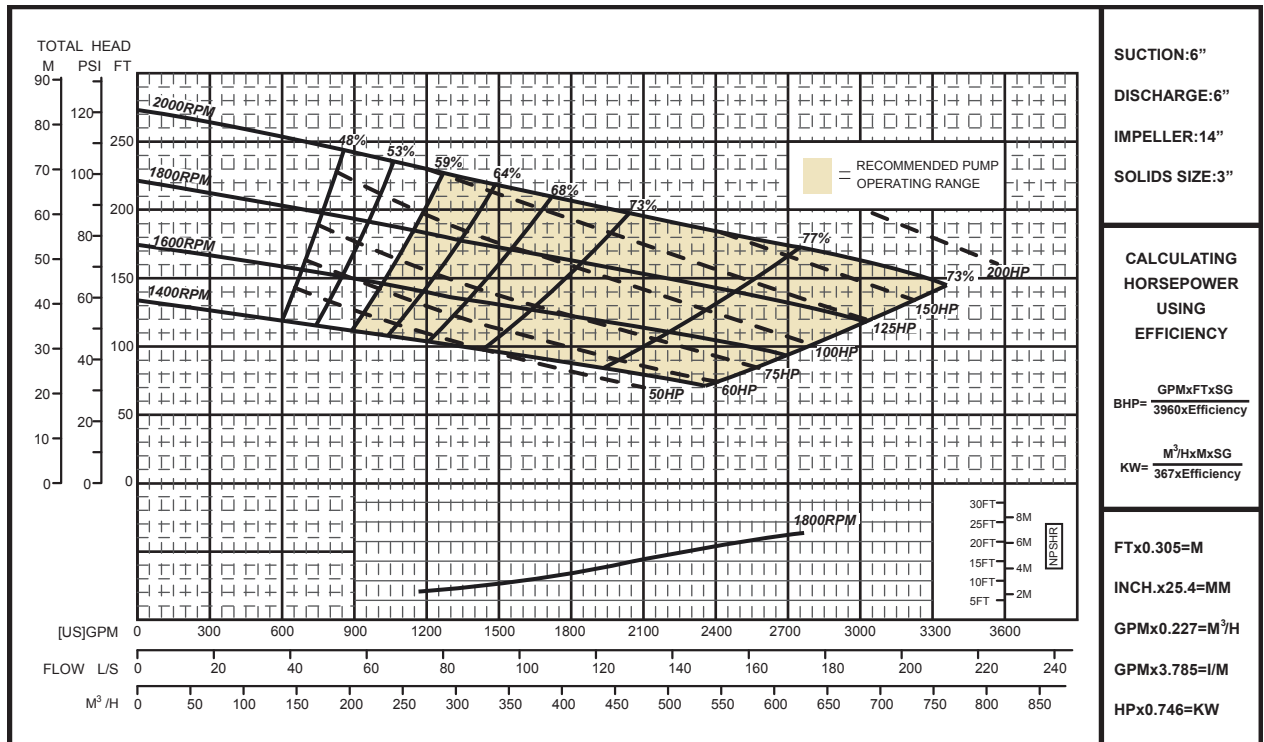 TOTAL HEAD
M PSI FT
90
80
70
60
50
40
30
20
10
0
120
100
80
60
40
20
0
250
200
150
100
50
0
2000RPM
1800RPM
1600RPM
1400RPM
48%
53%
59%
64%
68%
73%
77%
73%
RECOMMENDED PUMP
OPERATING RANGE
200HP
150HP
125HP
100HP
75HP
60HP
50HP
1800RPM
30FT
25FT
20FT
15FT
10FT
5FT
8M
6M
4M
2M
NPSHR
[US]GPM 0 300 600 900 1200 1500 1800 2100 2400 2700 3000 3300 3600
FLOW L/S 0 20 40 60 80 100 120 140 160 180 200 220 240
M³ /H 0 50 100 150 200 250 300 350 400 450 500 550 600 650 700 750 800 850
SUCTION:6”
DISCHARGE:6”
IMPELLER:14”
SOLIDS SIZE:3”
CALCULATING
HORSEPOWER
USING
EFFICIENCY
BHP= GPMxFTxSG
3960xEfficiency
KW= M³/HxMxSG
367xEfficiency
FTx0.305=M
INCH.x25.4=MM
GPMx0.227=M³/H
GPMx3.785=l/M
HPx0.746=KW